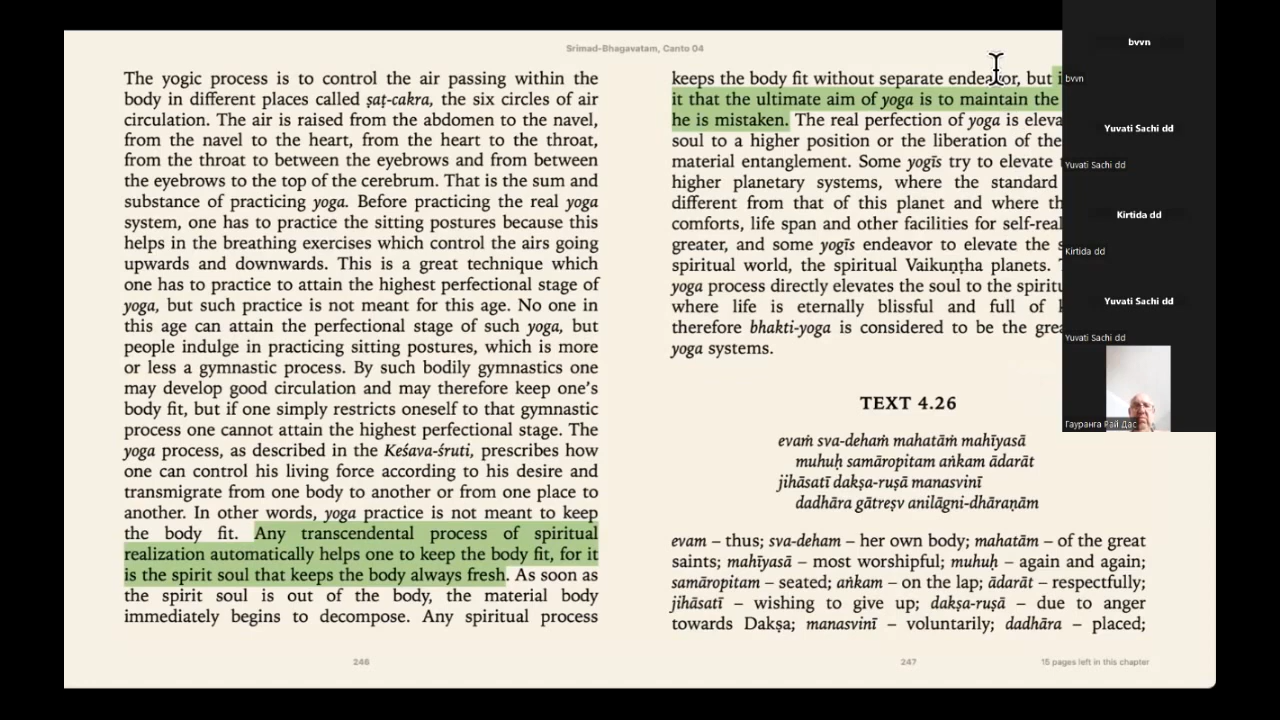 Srimad-Bhagavatam, Canto 04
The yogic process is to control the air passing within the
body in different places called ṣaṭ-cakra, the six circles of air
circulation. The air is raised from the abdomen to the navel,
from the navel to the heart, from the heart to the throat,
from the throat to between the eyebrows and from between
the eyebrows to the top of the cerebrum. That is the sum and
substance of practicing yoga. Before practicing the real yoga
system, one has to practice the sitting postures because this
helps in the breathing exercises which control the airs going
upwards and downwards. This is a great technique which
one has to practice to attain the highest perfectional stage of
yoga, but such practice is not meant for this age. No one in
this age can attain the perfectional stage of such yoga, but
people indulge in practicing sitting postures, which is more
or less a gymnastic process. By such bodily gymnastics one
may develop good circulation and may therefore keep one's
body fit, but if one simply restricts oneself to that gymnastic
process one cannot attain the highest perfectional stage. The
yoga process, as described in the Keśava-śruti, prescribes how
one can control his living force according to his desire and
transmigrate from one body to another or from one place to
another. In other words, yoga practice is not meant to keep
the body fit. Any transcendental process of spiritual
realization automatically helps one to keep the body fit, for it
is the spirit soul that keeps the body always fresh. As soon as
the spirit soul is out of the body, the material body
immediately begins to decompose. Any spiritual process
246
keeps the body fit without separate endeavor, but
it that the ultimate aim of yoga is to maintain the
he is mistaken. The real perfection of yoga is
soul to a higher position or the liberation of the
material entanglement. Some yogīs try to elevate
higher planetary systems, where the standard
different from that of this planet and where
comforts, life span and other facilities for
greater, and some yogīs endeavor to elevate the
spiritual world, the spiritual Vaikuṇṭha planets.
yoga process directly elevates the soul to the
where life is eternally blissful and full of
therefore bhakti-yoga is considered to be the
yoga systems.
TEXT 4.26
evaṁ sva-dehaṁ mahatāṁ mahīyasā
muhuḥ samāropitam aṅkam ādarāt
jihāsatī dakṣa-ruṣā manasvinī
dadhāra gātreṣv anilāgni-dhāraṇām
evam – thus; sva-deham – her own body; mahatām – of the great
saints; mahīyasā – most worshipful; muhuḥ – again and again;
samāropitam – seated; aṅkam – on the lap; ādarāt – respectfully;
jihāsatī – wishing to give up; dakṣa-ruṣā – due to anger
towards Dakṣa; manasvinī – voluntarily; dadhāra – placed;
247
15 pages left in this chapter
bvvn
bvvn
Yuvati Sachi dd
Yuvati Sachi dd
Kirtida dd
Kirtida dd
Yuvati Sachi dd
Yuvati Sachi dd
Гауранга Рай Дас